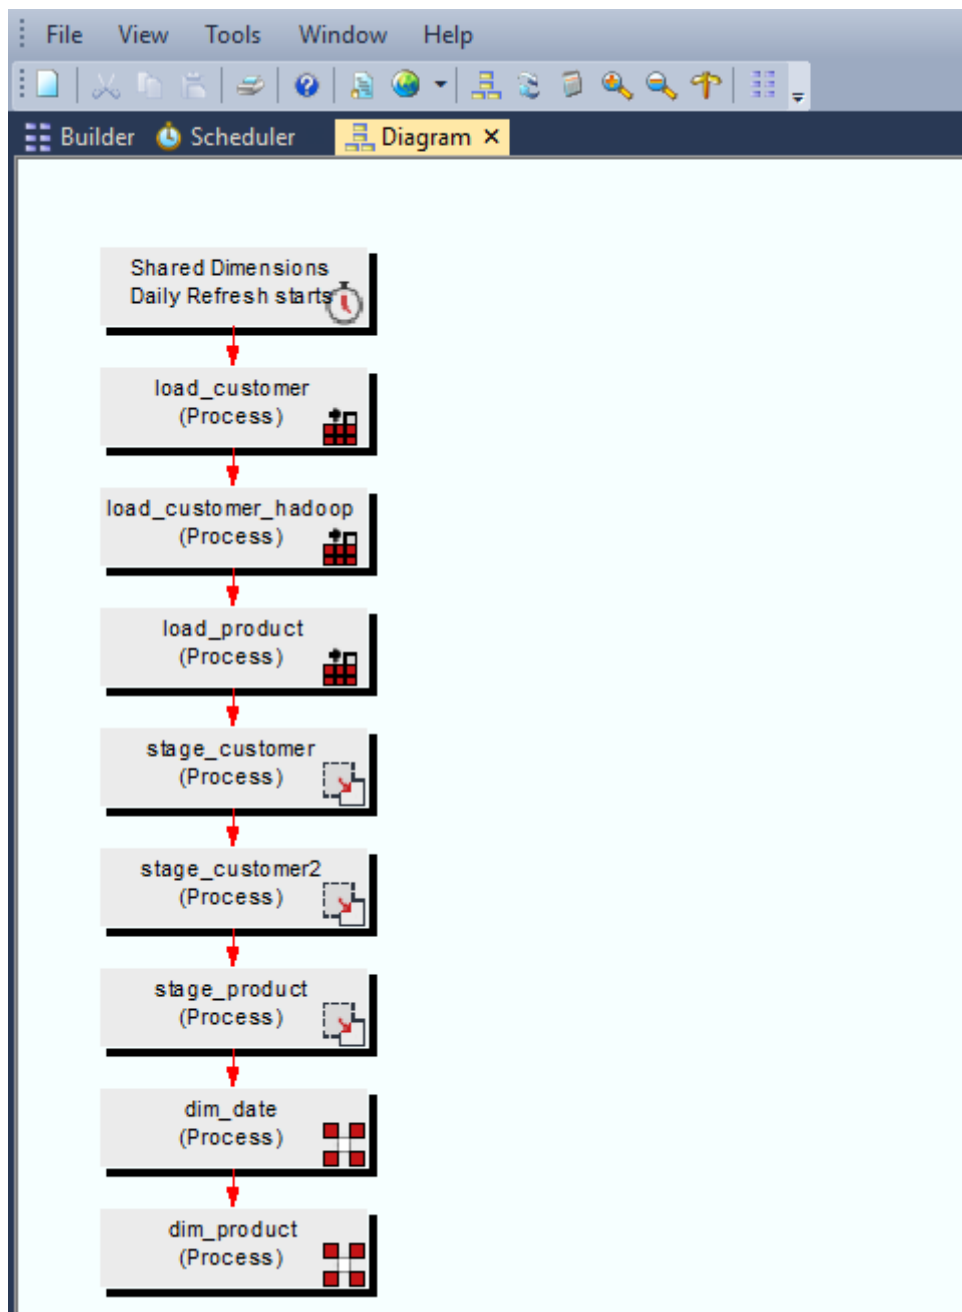 File View Tools Window Help
Builder Scheduler Diagram
Shared Dimensions
Daily Refresh starts
load_customer
(Process)
load_customer_hadoop
(Process)
load_product
(Process)
stage_customer
(Process)
stage_customer2
(Process)
stage_product
(Process)
dim_date
(Process)
dim_product
(Process)